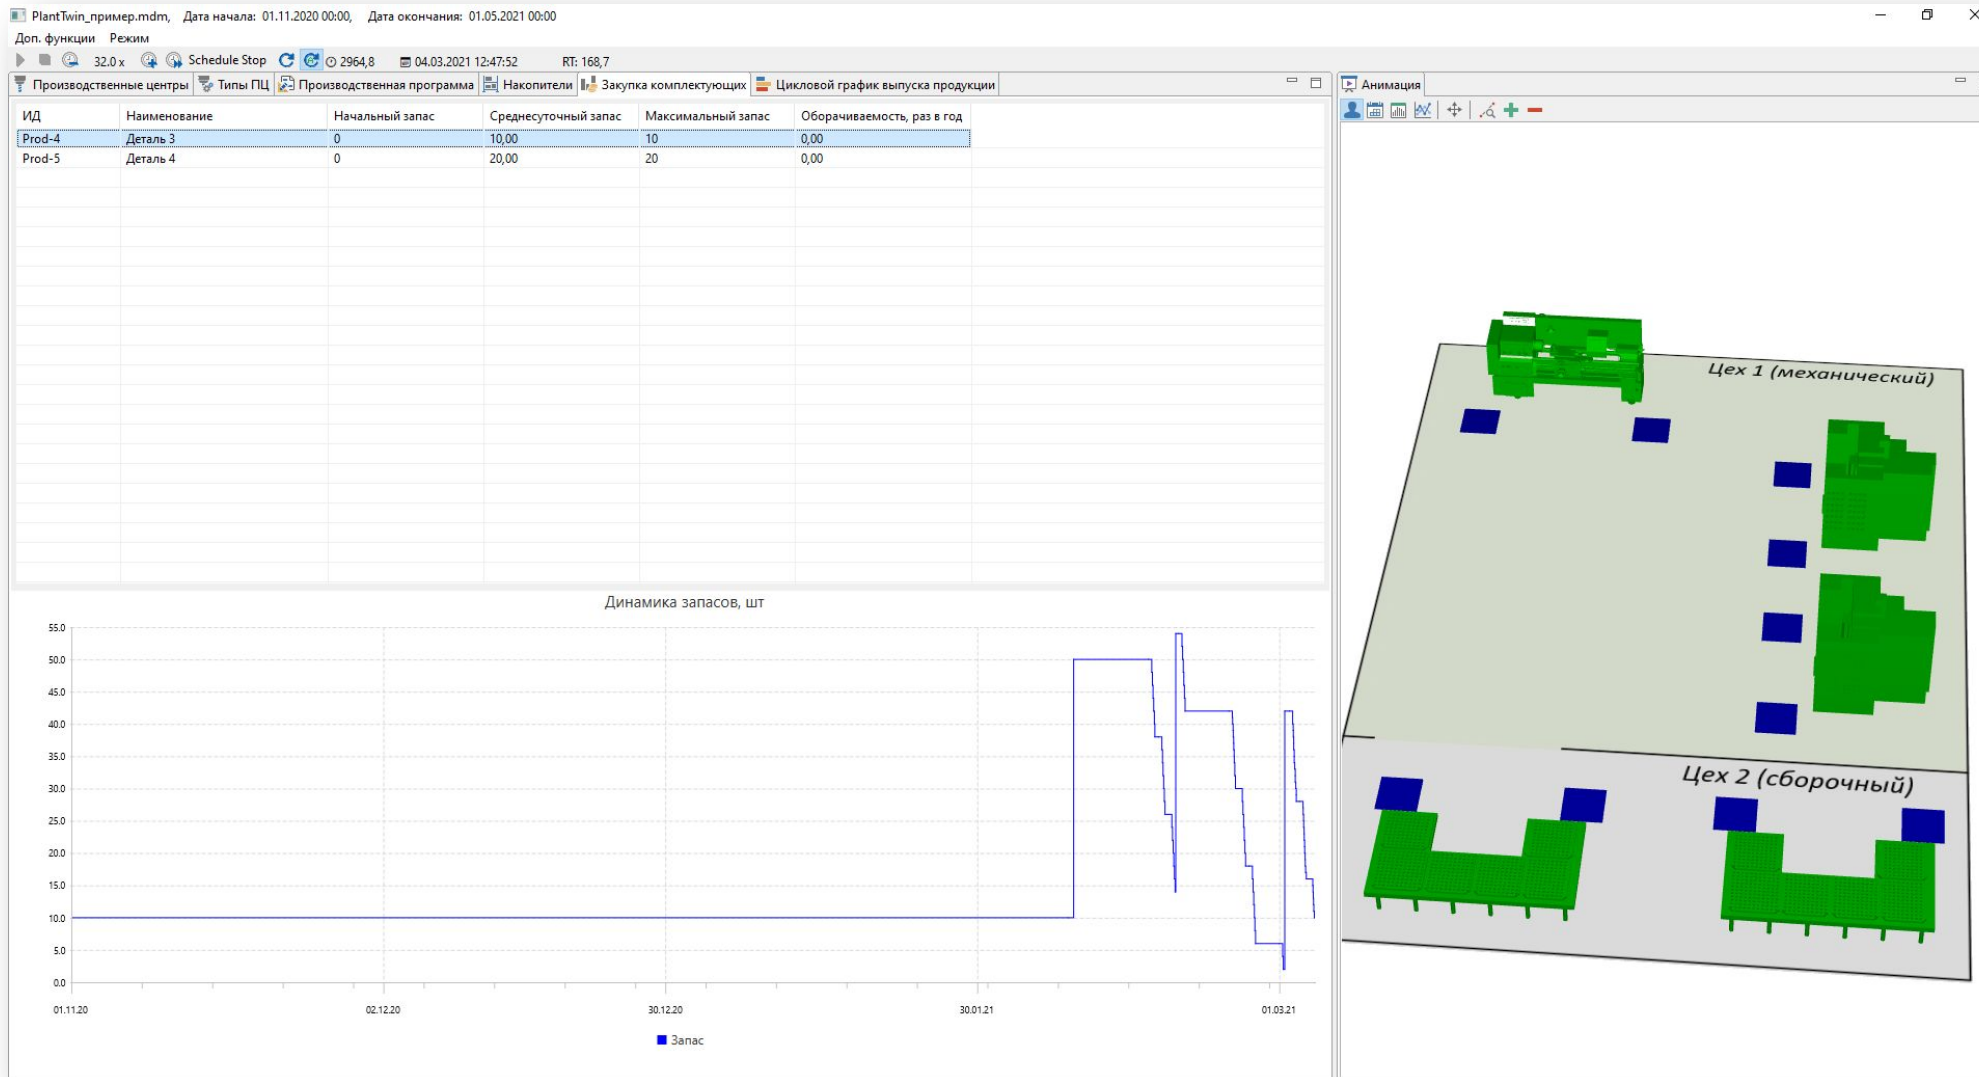 PlantTwin_пример.mdm, Дата начала: 01.11.2020 00:00, Дата окончания: 01.05.2021 00:00
Доп. функции Режим
32.0 x Schedule Stop 2964,8 04.03.2021 12:47:52 RT: 168,7
Производственные центры Типы ПЦ Производственная программа Накопители Закупка комплектующих Цикловой график выпуска продукции
ИД Наименование Начальный запас Среднесуточный запас Максимальный запас Оборачиваемость, раз в год
Prod-4 Деталь 3 0 10,00 10 0,00
Prod-5 Деталь 4 0 20,00 20 0,00
Динамика запасов, шт
55.0
50.0
45.0
40.0
35.0
30.0
25.0
20.0
15.0
10.0
5.0
0.0
01.11.20 02.12.20 30.12.20 30.01.21 01.03.21
Запас
Анимация
Цех 1 (механический)
Цех 2 (сборочный)